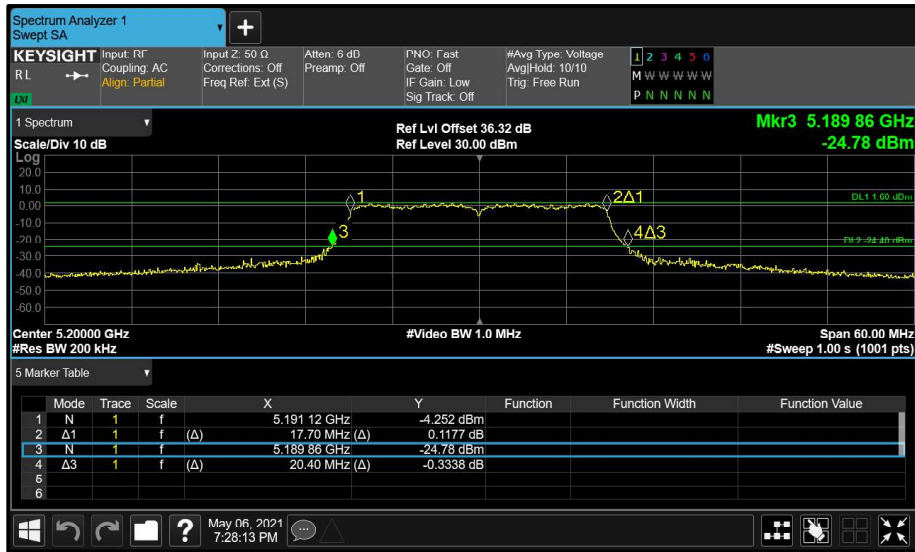 Spectrum Analyzer 1
Swept SA
+
KEYSIGHT
R L
LXI
Input: RF
Coupling: AC
Align: Partial
Input Z: 50 Ω
Corrections: Off
Freq Ref: Ext (S)
Atten: 6 dB
Preamp: Off
PNO: Fast
Gate: Off
IF Gain: Low
Sig Track: Off
#Avg Type: Voltage
Avg|Hold: 10/10
Trig: Free Run
1 2 3 4 5 6
M W W W W W
P N N N N N
1 Spectrum
Scale/Div 10 dB
Ref Lvl Offset 36.32 dB
Ref Level 30.00 dBm
Mkr3 5.189 86 GHz
-24.78 dBm
Log
20.0
10.0
0.00
-10.0
-20.0
-30.0
-40.0
-50.0
-60.0
1
2Δ1
3
4Δ3
DL1 1.60 dBm
DL2 -24.40 dBm
Center 5.20000 GHz
#Video BW 1.0 MHz
Span 60.00 MHz
#Res BW 200 kHz
#Sweep 1.00 s (1001 pts)
5 Marker Table
Mode Trace Scale X Y Function Function Width Function Value
1 N 1 f 5.191 12 GHz -4.252 dBm
2 Δ1 1 f (Δ) 17.70 MHz (Δ) 0.1177 dB
3 N 1 f 5.189 86 GHz -24.78 dBm
4 Δ3 1 f (Δ) 20.40 MHz (Δ) -0.3338 dB
5
6
?
May 06, 2021
7:28:13 PM